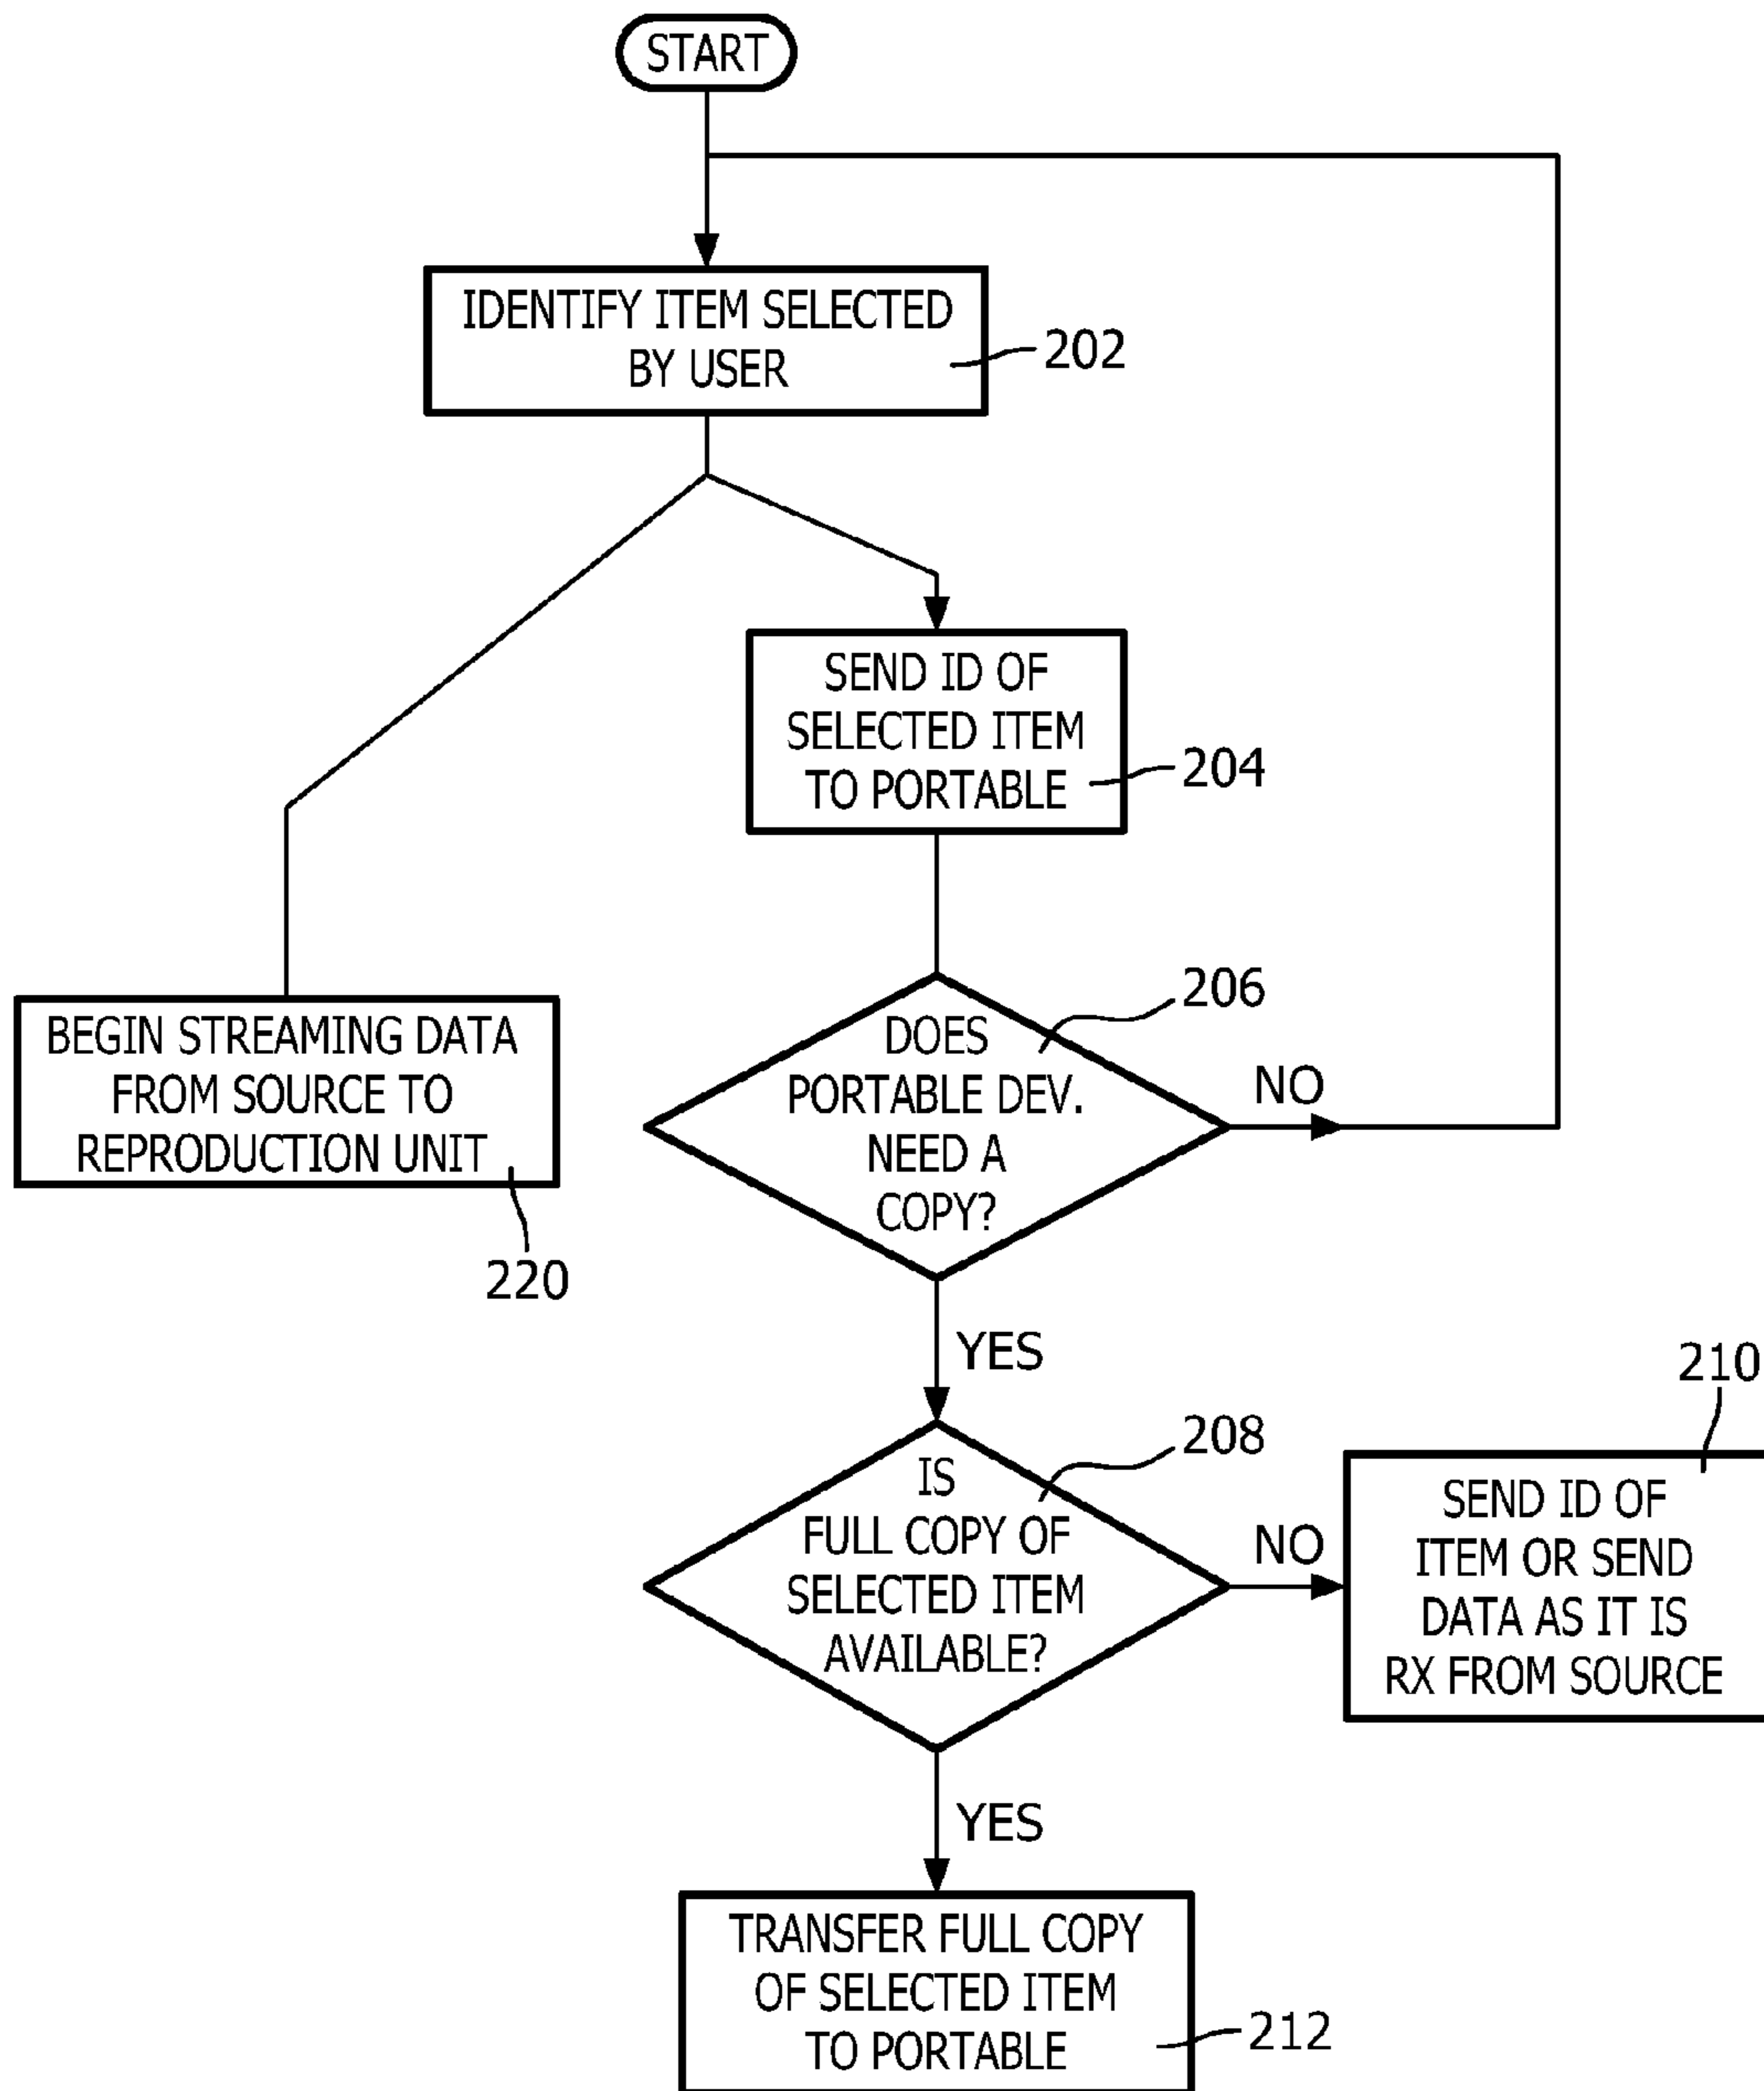 START
IDENTIFY ITEM SELECTED
BY USER
202
SEND ID OF
SELECTED ITEM
TO PORTABLE
204
BEGIN STREAMING DATA
FROM SOURCE TO
REPRODUCTION UNIT
220
206
DOES
PORTABLE DEV.
NEED A
COPY?
NO
YES
208
IS
FULL COPY OF
SELECTED ITEM
AVAILABLE?
NO
210
SEND ID OF
ITEM OR SEND
DATA AS IT IS
RX FROM SOURCE
YES
TRANSFER FULL COPY
OF SELECTED ITEM
TO PORTABLE
212